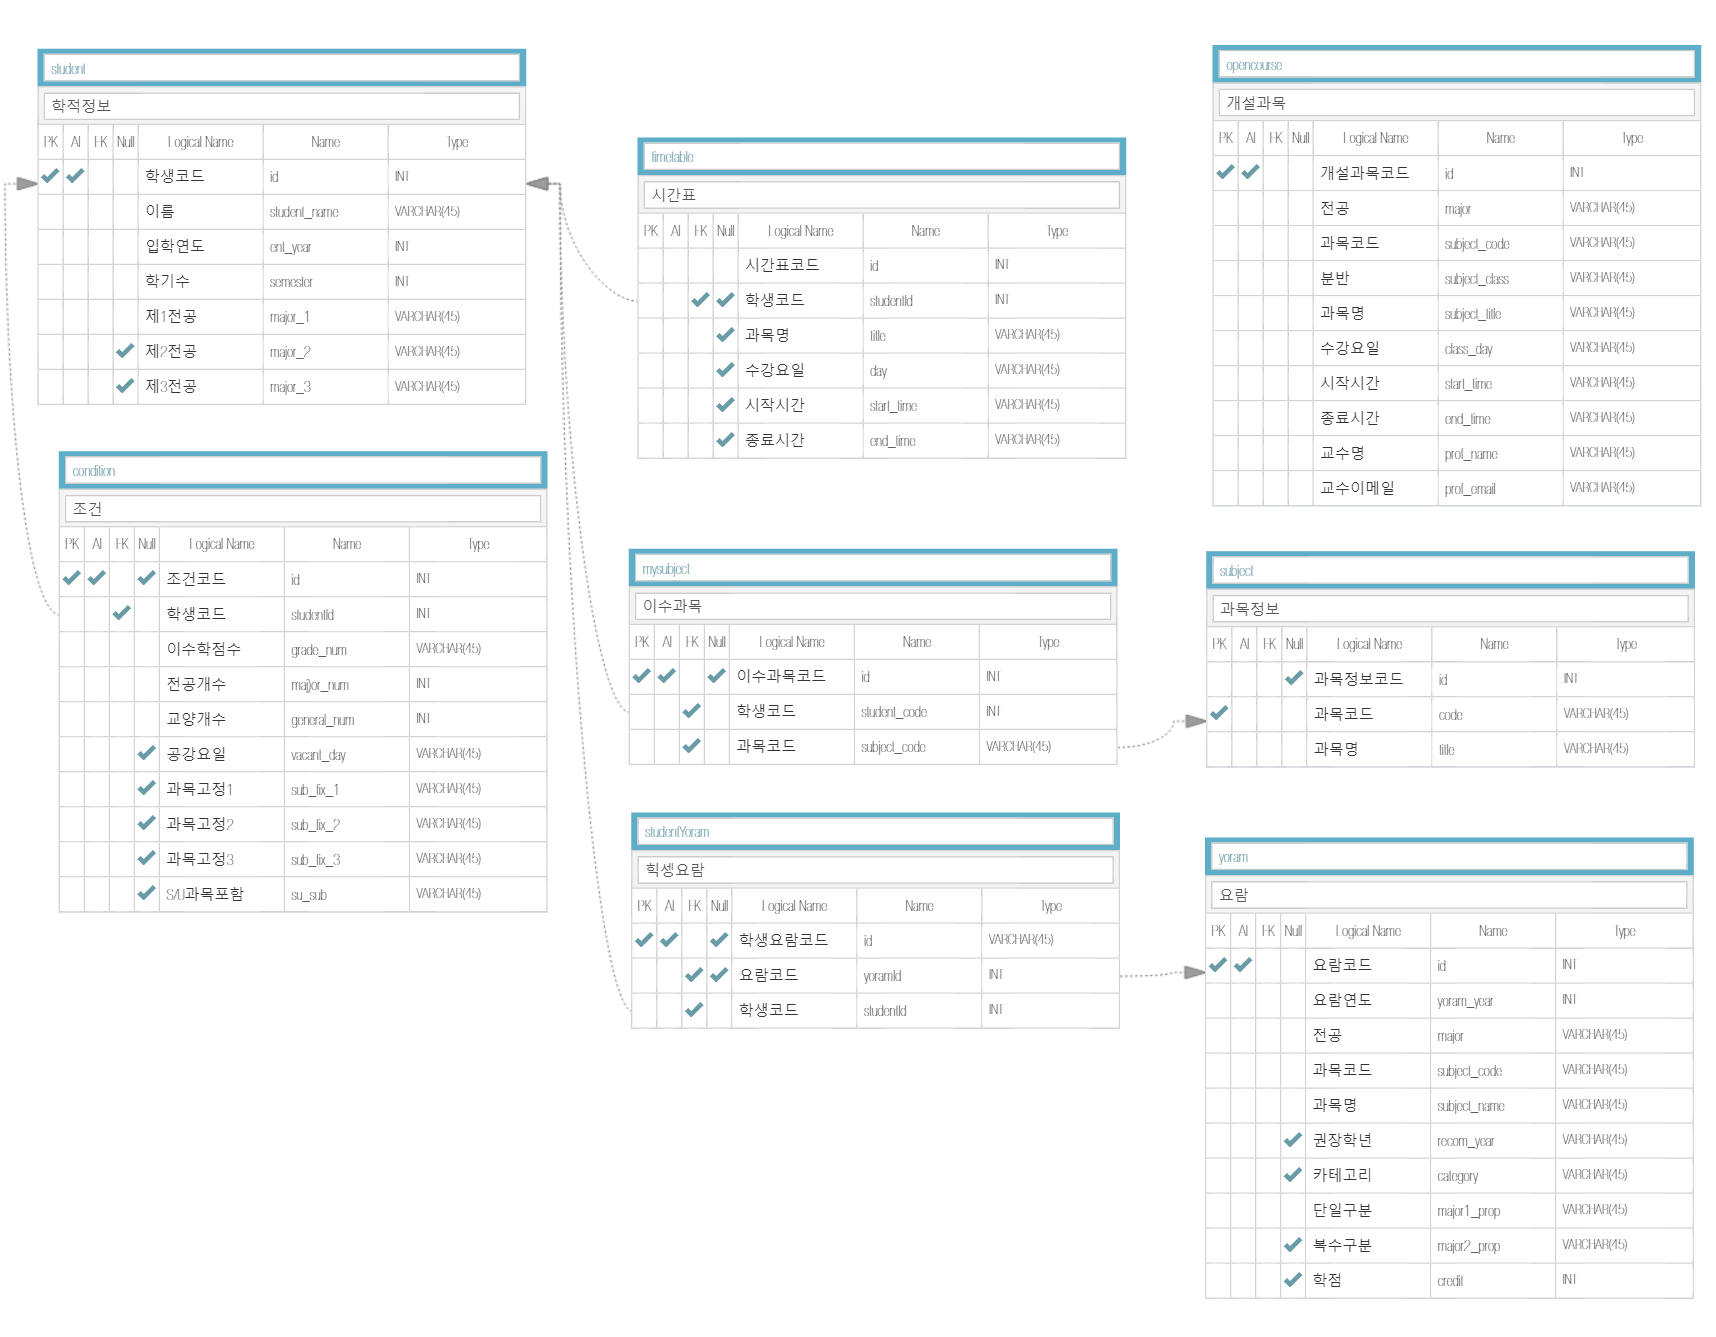 student
학적정보
PK AI FK Null Logical Name Name Type
학생코드 id INT
이름 student_name VARCHAR(45)
입학연도 ent_year INT
학기수 semester INT
제1전공 major_1 VARCHAR(45)
제2전공 major_2 VARCHAR(45)
제3전공 major_3 VARCHAR(45)
condition
조건
PK AI FK Null Logical Name Name Type
조건코드 id INT
학생코드 studentId INT
이수학점수 grade_num VARCHAR(45)
전공개수 maj)or_num INT
교양개수 general_num INT
공강요일 vacant_day VARCHAR(45)
과목고정1 sub_fix_1 VARCHAR(45)
과목고정2 sub_fix_2 VARCHAR(45)
과목고정3 sub_fix_3 VARCHAR(45)
S/U과목포함 su_sub VARCHAR(45)
timetable
시간표
PK AI FK Null Logical Name Name Type
시간표코드 id INT
학생코드 studentId INT
과목명 title VARCHAR(45)
수강요일 day VARCHAR(45)
시작시간 start_time VARCHAR(45)
종료시간 end_time VARCHAR(45)
mysubject
이수과목
PK AI FK Null Logical Name Name Type
이수과목코드 id INT
학생코드 student_code INT
과목코드 subject_code VARCHAR(45)
studentYoram
힉셍요람
PK AI FK Null Logical Name Name Type
학생요람코드 id VARCHAR(45)
요람코드 yoramId INT
학생코드 studentId INT
opencourse
개설과목
PK AI FK Null Logical Name Name Type
개설과목코드 id INT
전공 major VARCHAR(45)
과목코드 subject_code VARCHAR(45)
분반 subject_class VARCHAR(45)
과목명 subject_title VARCHAR(45)
수강요일 class_day VARCHAR(45)
시작시간 start_time VARCHAR(45)
종료시간 end_time VARCHAR(45)
교수명 prof_name VARCHAR(45)
교수이메일 prof_email VARCHAR(45)
subject
과목정보
PK AI FK Null Logical Name Name Type
과목정보코드 id INT
과목코드 code VARCHAR(45)
과목명 title VARCHAR(45)
yoram
요람
PK AI FK Null Logical Name Name Type
요람코드 id INT
요람연도 yoram_year INT
전공 major VARCHAR(45)
과목코드 subject_code VARCHAR(45)
과목명 subject_name VARCHAR(45)
권장학년 recom_year VARCHAR(45)
카테고리 category VARCHAR(45)
단일구분 major1_prop VARCHAR(45)
복수구분 major2_prop VARCHAR(45)
학점 credit INT